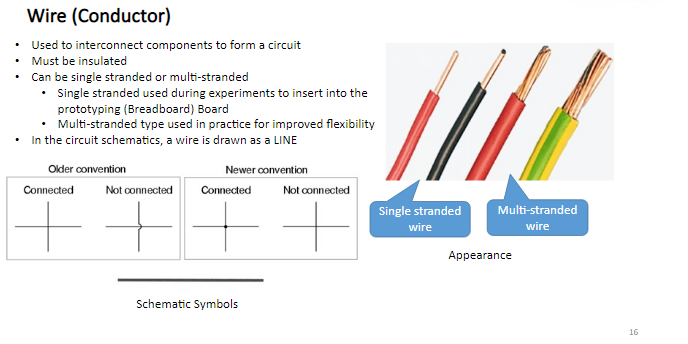 Wire (Conductor)
• Used to interconnect components to form a circuit
• Must be insulated
• Can be single stranded or multi-stranded
• Single stranded used during experiments to insert into the
prototyping (Breadboard) Board
• Multi-stranded type used in practice for improved flexibility
• In the circuit schematics, a wire is drawn as a LINE
Older convention
Connected
Not connected
Newer convention
Connected
Not connected
Schematic Symbols
Single stranded
wire
Multi-stranded
wire
Appearance
16